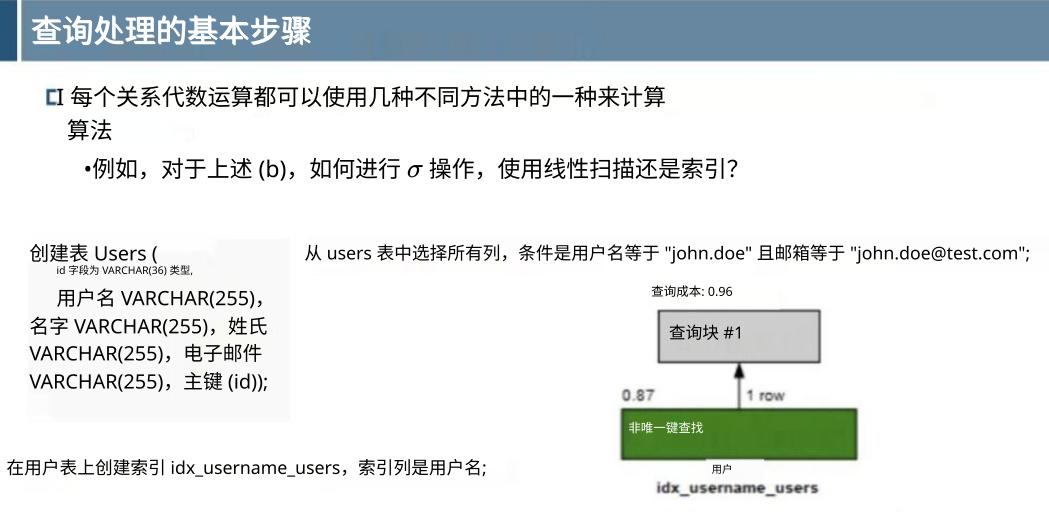 查询处理的基本步骤
I 每个关系代数运算都可以使用几种不同方法中的一种来计算
算法
•例如，对于上述 (b)，如何进行 σ 操作，使用线性扫描还是索引？
创建表 Users (
id 字段为 VARCHAR(36) 类型,
用户名 VARCHAR(255)，
名字 VARCHAR(255)，姓氏
VARCHAR(255)，电子邮件
VARCHAR(255)，主键 (id));
从 users 表中选择所有列，条件是用户名等于 "john.doe" 且邮箱等于 "john.doe@test.com";
查询成本: 0.96
查询块 #1
0.87
1 row
非唯一键查找
用户
idx_username_users
在用户表上创建索引 idx_username_users，索引列是用户名;